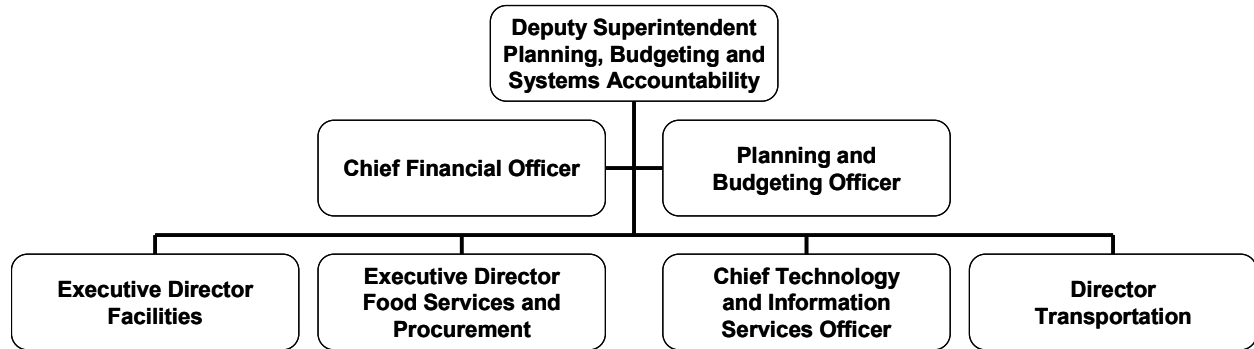 Deputy Superintendent
Planning, Budgeting and
Systems Accountability
Chief Financial Officer
Planning and
Budgeting Officer
Executive Director
Facilities
Executive Director
Food Services and
Procurement
Chief Technology
and Information
Services Officer
Director
Transportation